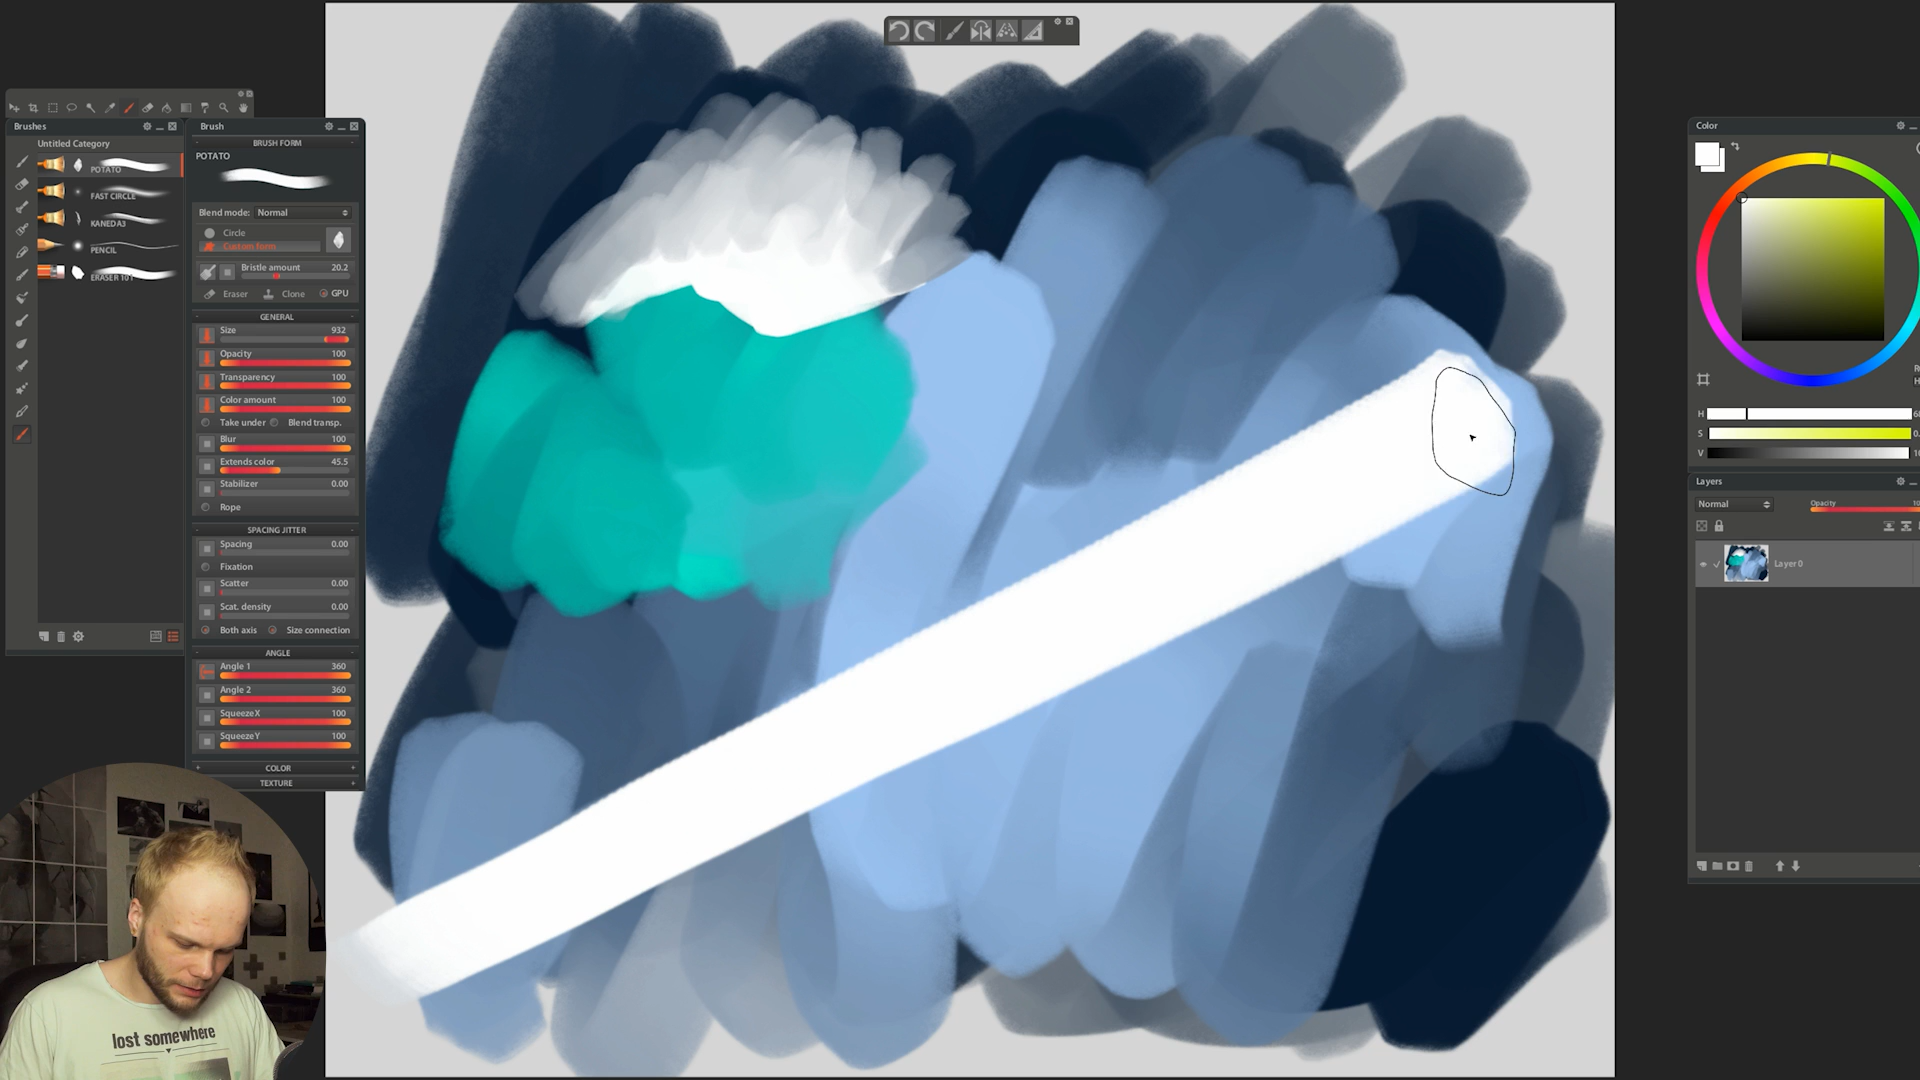 Brushes
Untitled Category
POTATO
FAST CIRCLE
KANEDA3
PENCIL
ERASER 101
Brush
BRUSH FORM
POTATO
Blend mode: Normal
Circle
Custom form
Bristle amount 20.2
Eraser Clone GPU
GENERAL
Size 932
Opacity 100
Transparency 100
Color amount 100
Take under Blend transp.
Blur 100
Extends color 45.5
Stabilizer 0.00
Rope
SPACING JITTER
Spacing 0.00
Fixation
Scatter 0.00
Scat. density 0.00
Both axis Size connection
ANGLE
Angle 1 360
Angle 2 360
SqueezeX 100
SqueezeY 100
COLOR
TEXTURE
Color
H
S
V
Layers
Normal
Opacity
Layer 0
lost somewhere